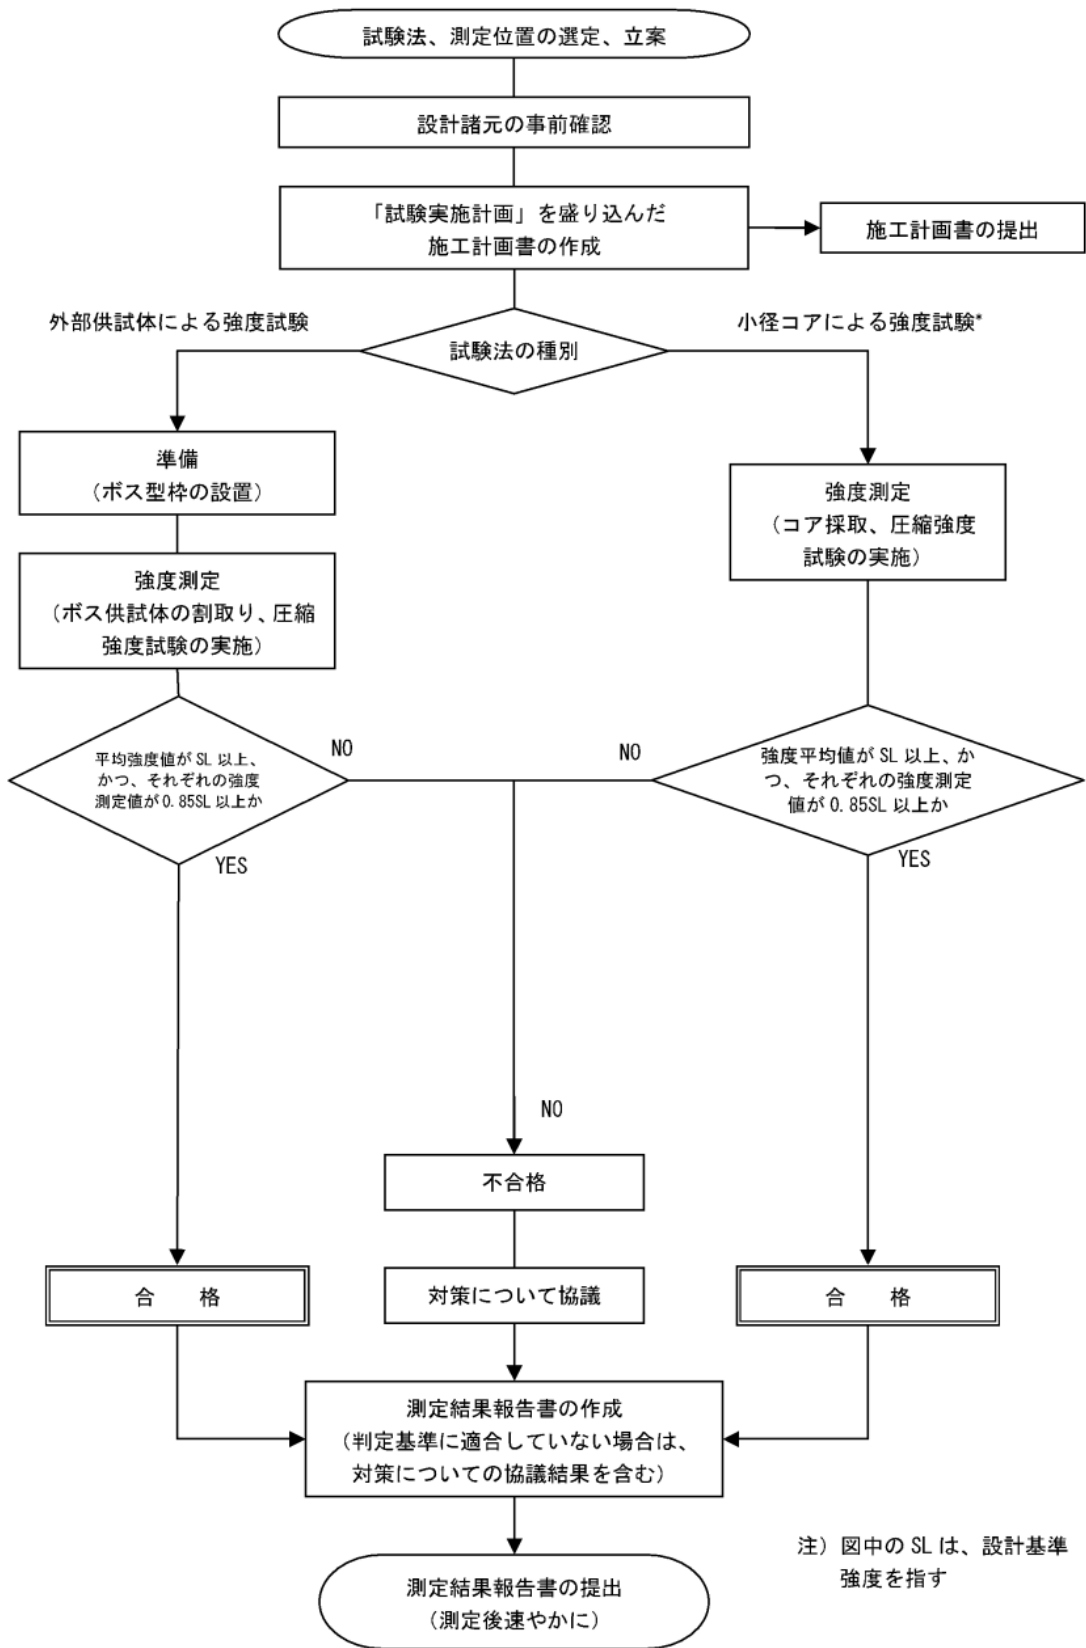 試験法、測定位置の選定、立案
設計諸元の事前確認
「試験実施計画」を盛り込んだ
施工計画書の作成
施工計画書の提出
外部供試体による強度試験
小径コアによる強度試験*
試験法の種別
準備
（ボス型枠の設置）
強度測定
（ボス供試体の割取り、圧縮
強度試験の実施）
強度測定
（コア採取、圧縮強度
試験の実施）
平均強度値が SL 以上、
かつ、それぞれの強度
測定値が 0.85SL 以上か
NO
YES
NO
強度平均値が SL 以上、か
つ、それぞれの強度測定
値が 0.85SL 以上か
YES
NO
不合格
合　　格
対策について協議
合　　格
測定結果報告書の作成
（判定基準に適合していない場合は、
対策についての協議結果を含む）
測定結果報告書の提出
（測定後速やかに）
注）図中の SL は、設計基準
強度を指す